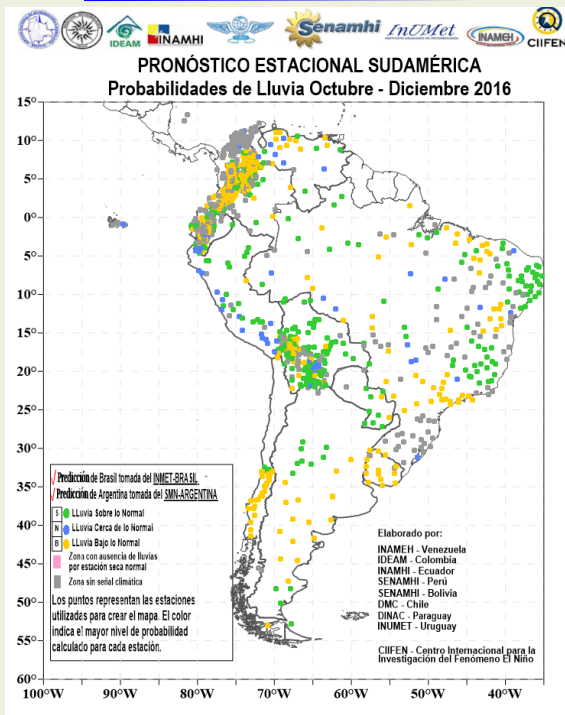 IDEAM
INAMHI
Senamhi
InUMet
INAMEH
CIIFEN
PRONÓSTICO ESTACIONAL SUDAMÉRICA
Probabilidades de Lluvia Octubre - Diciembre 2016
15°
10°
5°
0°
5°
10°
15°
20°
25°
30°
35°
40°
45°
50°
55°
60°
Predicción de Brasil tomada del INMET-BRASIL
Predicción de Argentina tomada del SMN-ARGENTINA
S LLuvia Sobre lo Normal
N LLuvia Cerca de lo Normal
B LLuvia Bajo lo Normal
Zona con ausencia de lluvias
por estación seca normal
Zona sin señal climática
Los puntos representan las estaciones
utilizadas para crear el mapa. El color
indica el mayor nivel de probabilidad
calculado para cada estación.
Elaborado por:
INAMEH - Venezuela
IDEAM - Colombia
INAMHI - Ecuador
SENAMHI - Perú
SENAMHI - Bolivia
DMC - Chile
DINAC - Paraguay
INUMET - Uruguay
CIIFEN - Centro Internacional para la
Investigación del Fenómeno El Niño
100°W 90°W 80°W 70°W 60°W 50°W 40°W